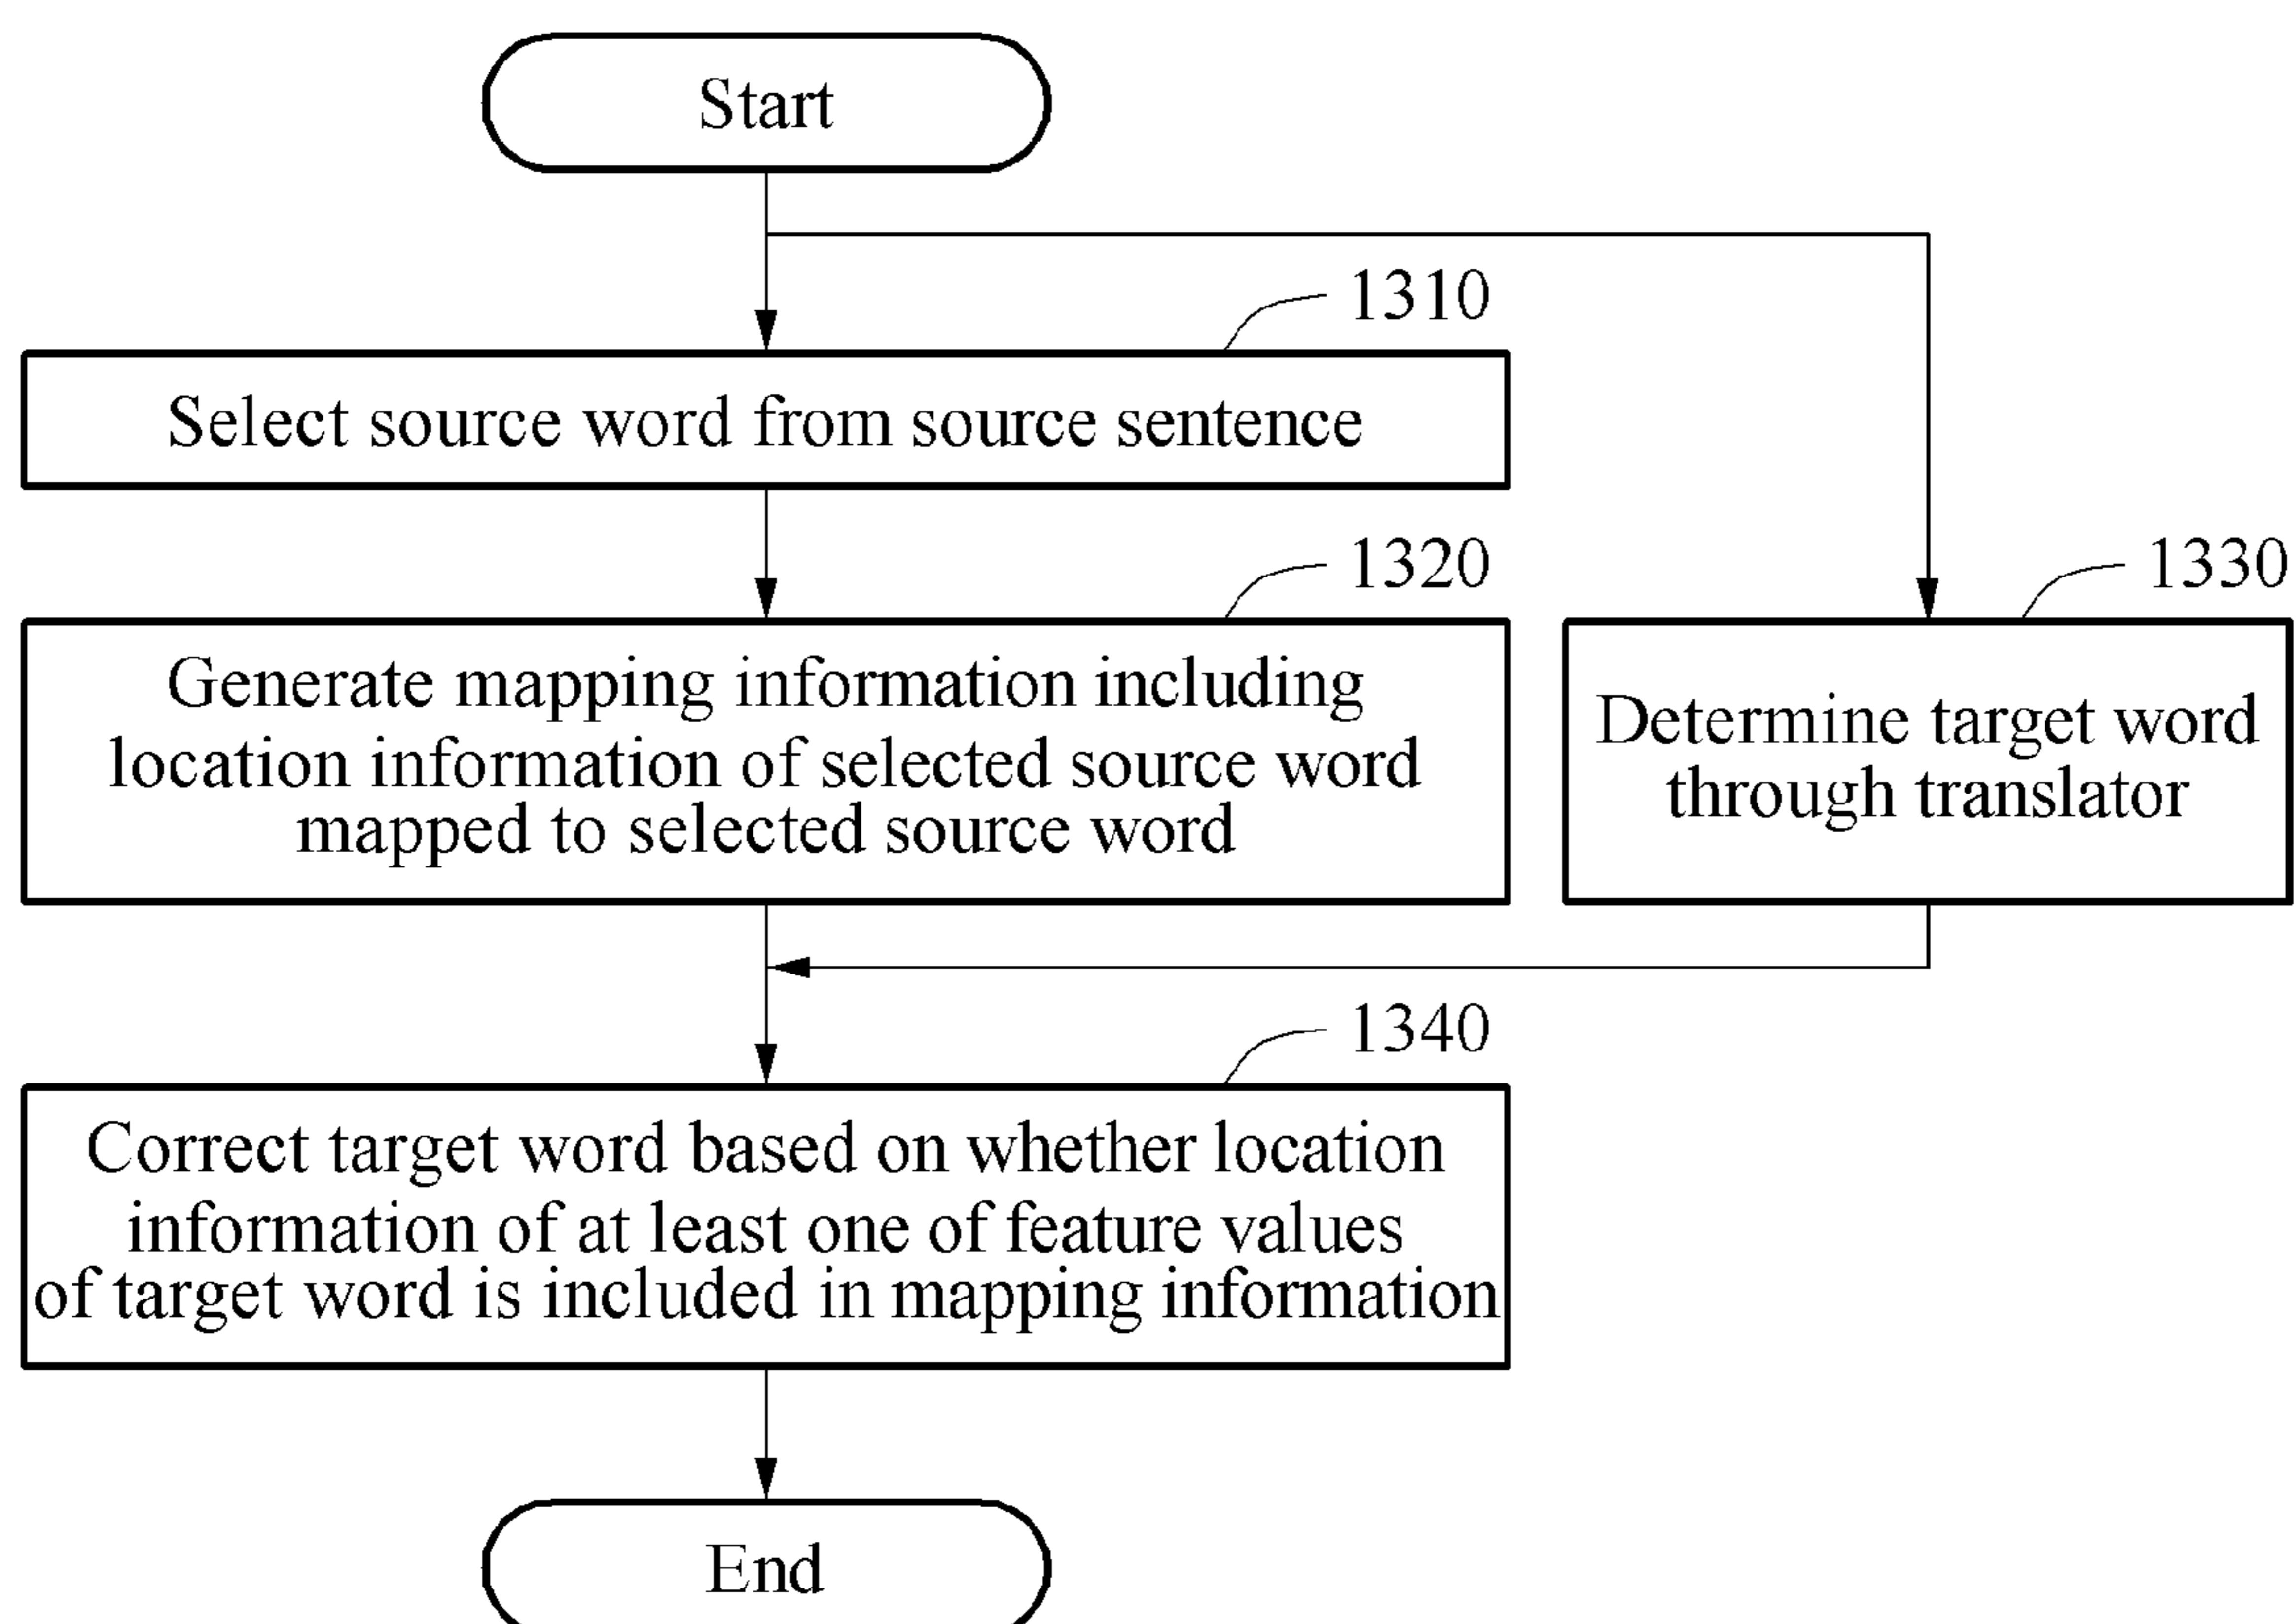 Start
1310
Select source word from source sentence
1320
Generate mapping information including
location information of selected source word
mapped to selected source word
1330
Determine target word
through translator
1340
Correct target word based on whether location
information of at least one of feature values
of target word is included in mapping information
End